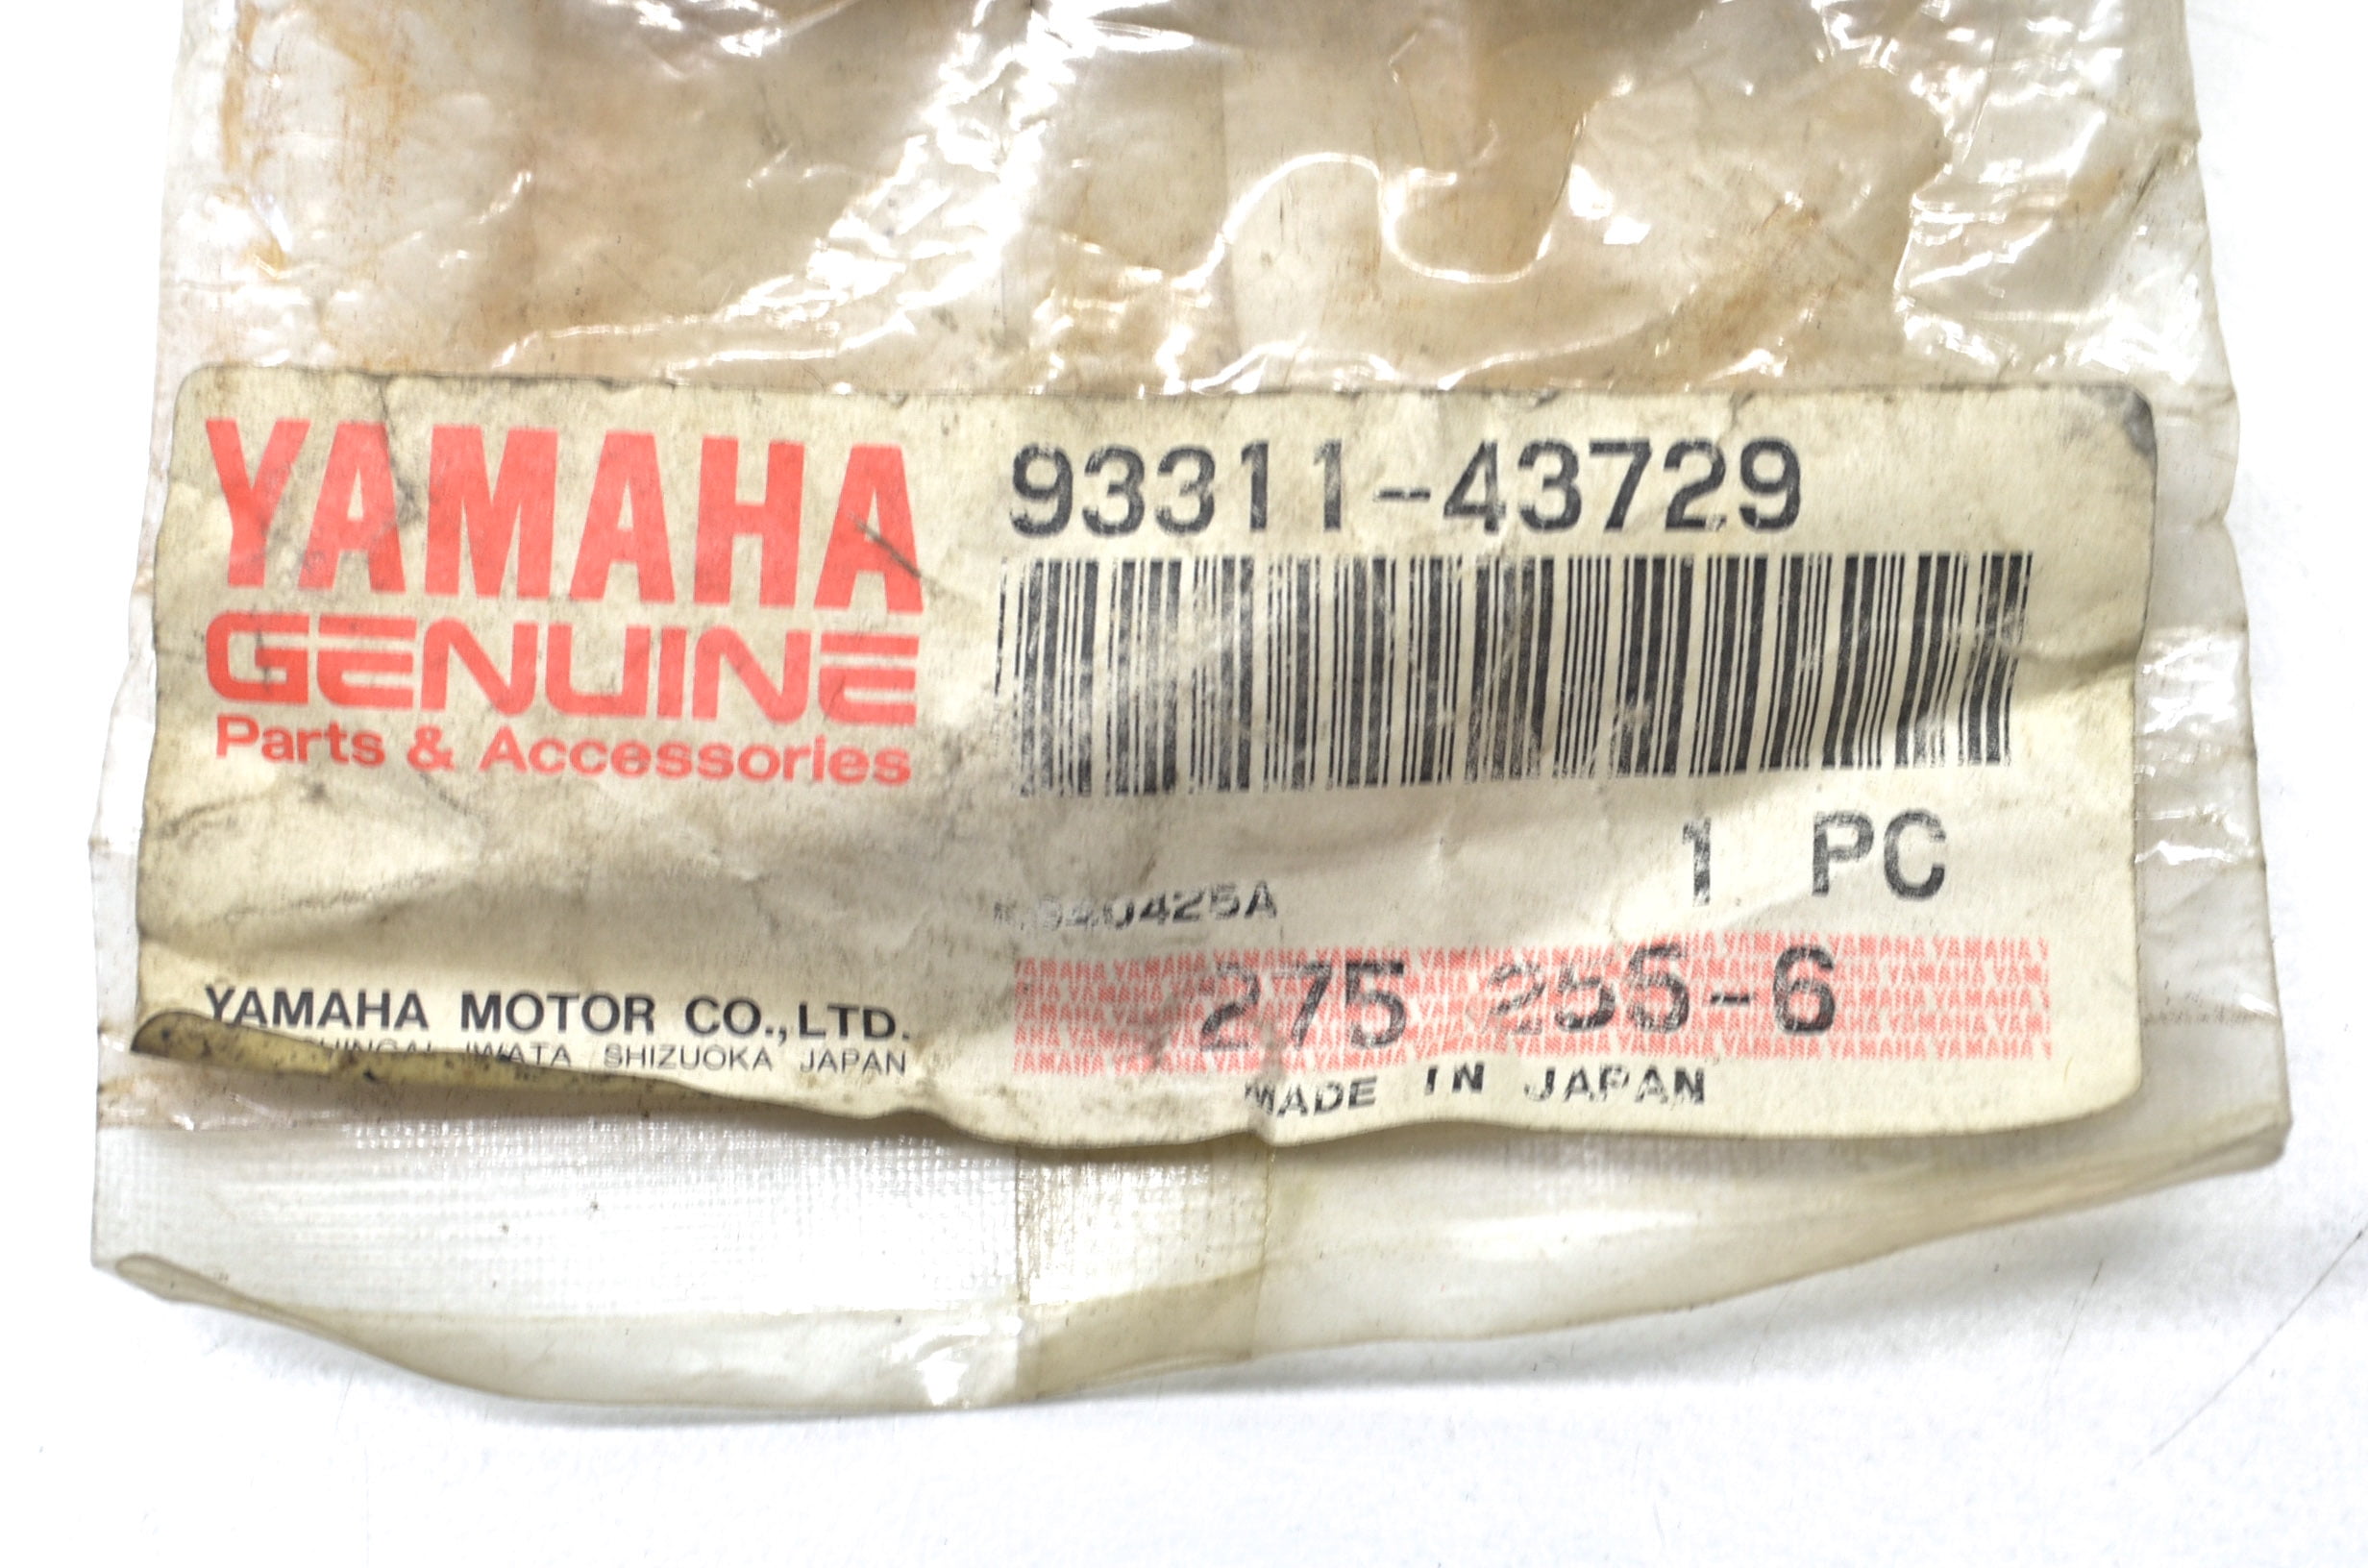 YAMAHA
GENUINE
Parts & Accessories
YAMAHA MOTOR CO.,LTD.
IWATA SHIZUOKA JAPAN
93311-43729
1 PC
275 255-6
MADE IN JAPAN